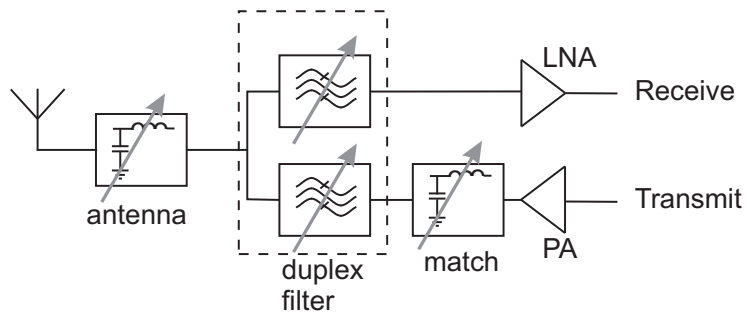 LNA
Receive
antenna
duplex
filter
match
PA
Transmit